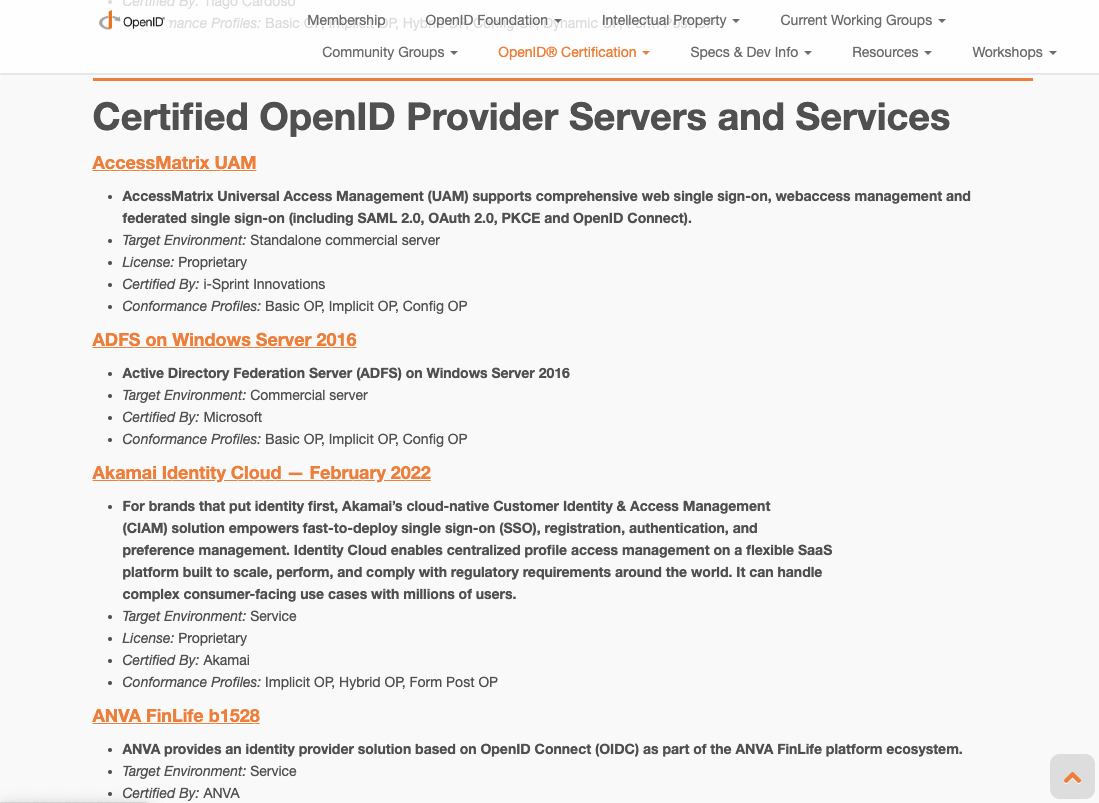 Certified By: Tiago Cardoso
OpenID
Membership OpenID Foundation Intellectual Property Current Working Groups
Community Groups OpenID® Certification Specs & Dev Info Resources Workshops
Certified OpenID Provider Servers and Services
AccessMatrix UAM
• AccessMatrix Universal Access Management (UAM) supports comprehensive web single sign-on, webaccess management and
federated single sign-on (including SAML 2.0, OAuth 2.0, PKCE and OpenID Connect).
• Target Environment: Standalone commercial server
• License: Proprietary
• Certified By: i-Sprint Innovations
• Conformance Profiles: Basic OP, Implicit OP, Config OP
ADFS on Windows Server 2016
• Active Directory Federation Server (ADFS) on Windows Server 2016
• Target Environment: Commercial server
• Certified By: Microsoft
• Conformance Profiles: Basic OP, Implicit OP, Config OP
Akamai Identity Cloud — February 2022
• For brands that put identity first, Akamai’s cloud-native Customer Identity & Access Management
(CIAM) solution empowers fast-to-deploy single sign-on (SSO), registration, authentication, and
preference management. Identity Cloud enables centralized profile access management on a flexible SaaS
platform built to scale, perform, and comply with regulatory requirements around the world. It can handle
complex consumer-facing use cases with millions of users.
• Target Environment: Service
• License: Proprietary
• Certified By: Akamai
• Conformance Profiles: Implicit OP, Hybrid OP, Form Post OP
ANVA FinLife b1528
• ANVA provides an identity provider solution based on OpenID Connect (OIDC) as part of the ANVA FinLife platform ecosystem.
• Target Environment: Service
• Certified By: ANVA